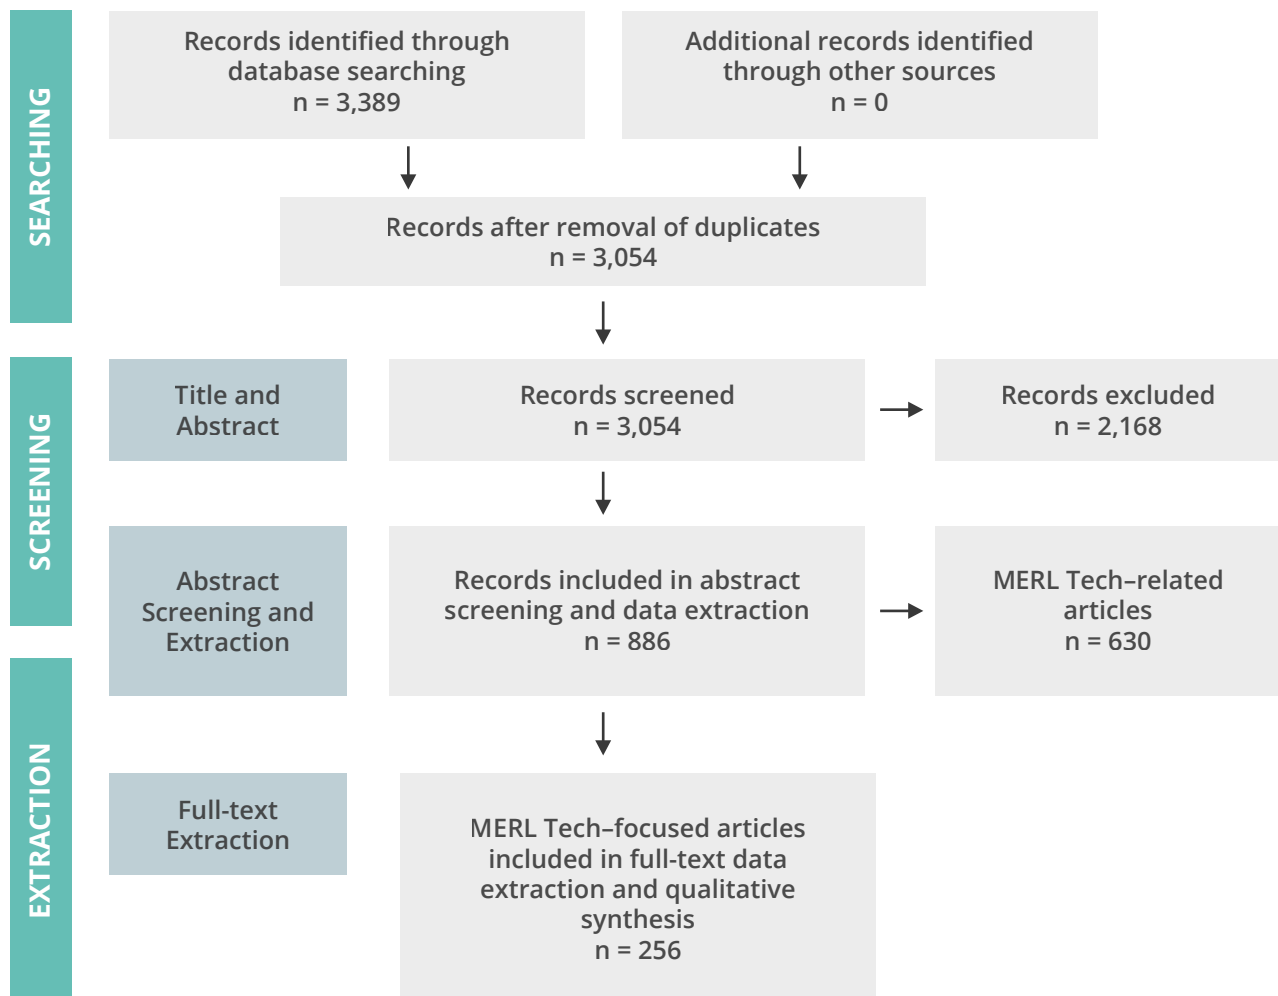 SEARCHING
Records identified through
database searching
n = 3,389
Additional records identified
through other sources
n = 0
Records after removal of duplicates
n = 3,054
SCREENING
Title and
Abstract
Records screened
n = 3,054
Records excluded
n = 2,168
Abstract
Screening and
Extraction
Records included in abstract
screening and data extraction
n = 886
MERL Tech–related
articles
n = 630
EXTRACTION
Full-text
Extraction
MERL Tech–focused articles
included in full-text data
extraction and qualitative
synthesis
n = 256